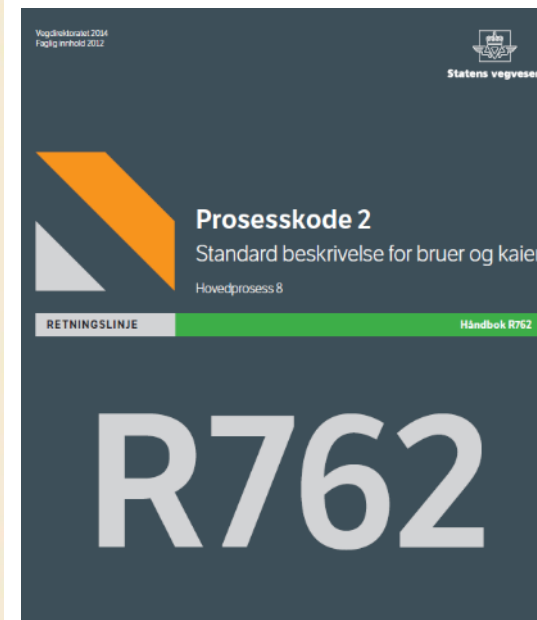 Vegdirektoratet 2014
Faglig innhold 2012
Statens vegvesen
Prosesskode 2
Standard beskrivelse for bruer og kaier
Hovedprosess 8
RETNINGSLINJE
Håndbok R762
R762